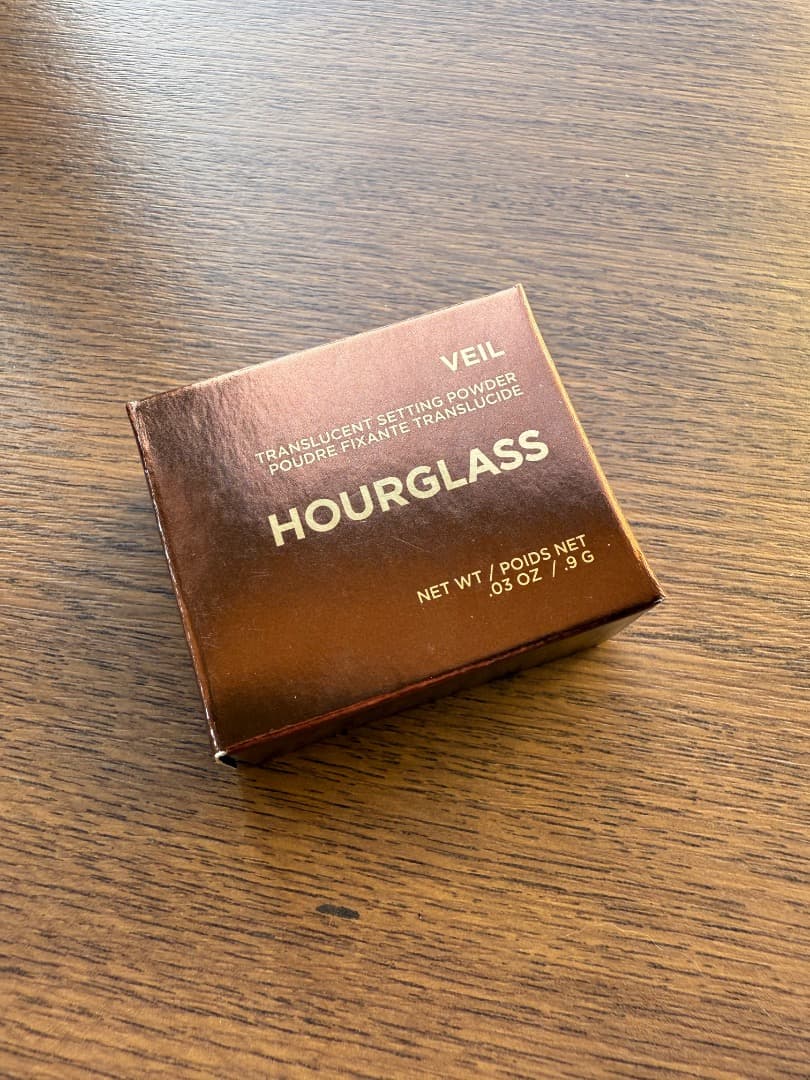 VEIL
TRANSLUCENT SETTING POWDER
POUDRE FIXANTE TRANSLUCIDE
HOURGLASS
NET WT / POIDS NET
.03 OZ / .9 G